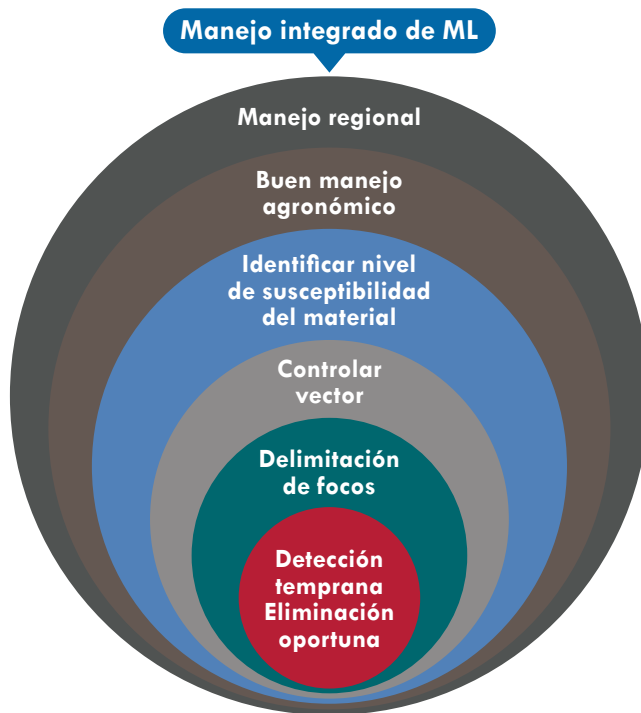 Manejo integrado de ML
Manejo regional
Buen manejo
agronómico
Identificar nivel
de susceptibilidad
del material
Controlar
vector
Delimitación
de focos
Detección
temprana
Eliminación
oportuna